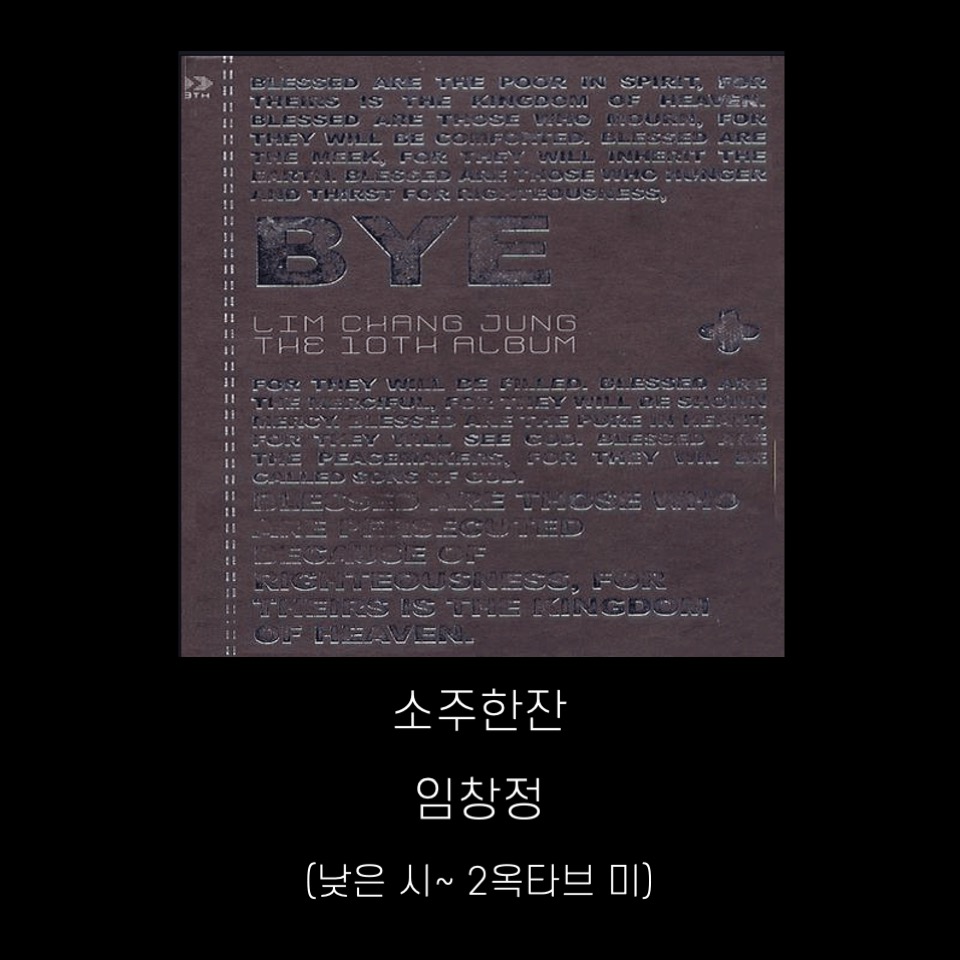 3TH
BLESSED ARE THE POOR IN SPIRIT, FOR
THEIRS IS THE KINGDOM OF HEAVEN.
BLESSED ARE THOSE WHO MOURN, FOR
THEY WILL BE COMFORTED. BLESSED ARE
THE MEEK, FOR THEY WILL INHERIT THE
EARTH. BLESSED ARE THOSE WHO HUNGER
AND THIRST FOR RIGHTEOUSNESS,
BYE
LIM CHANG JUNG
THE 10TH ALBUM
FOR THEY WILL BE FILLED. BLESSED ARE
THE MERCIFUL, FOR THEY WILL BE SHOWN
MERCY. BLESSED ARE THE PURE IN HEART,
FOR THEY WILL SEE GOD. BLESSED ARE
THE PEACEMAKERS, FOR THEY WILL BE
CALLED SONS OF GOD.
BLESSED ARE THOSE WHO
ARE PERSECUTED
BECAUSE OF
RIGHTEOUSNESS, FOR
THEIRS IS THE KINGDOM
OF HEAVEN.
소주한잔
임창정
(낮은 시~ 2옥타브 미)